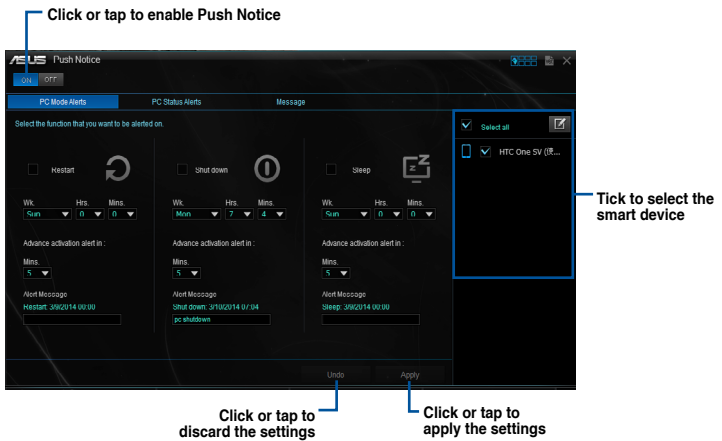 Click or tap to enable Push Notice
ASUS Push Notice
ON OFF
PC Mode Alerts PC Status Alerts Message
Select the function that you want to be alerted on.
Select all
HTC One SV (使...
Restart Shut down Sleep
Wk. Hrs. Mins. Wk. Hrs. Mins. Wk. Hrs. Mins.
Sun 0 0 Mon 7 4 Sun 0 0
Advance activation alert in : Advance activation alert in : Advance activation alert in :
Mins. Mins. Mins.
5 5 5
Alert Message Alert Message Alert Message
Restart: 3/9/2014 00:00 Shut down: 3/10/2014 07:04 Sleep: 3/9/2014 00:00
pc shutdown
Undo Apply
Tick to select the
smart device
Click or tap to
discard the settings
Click or tap to
apply the settings